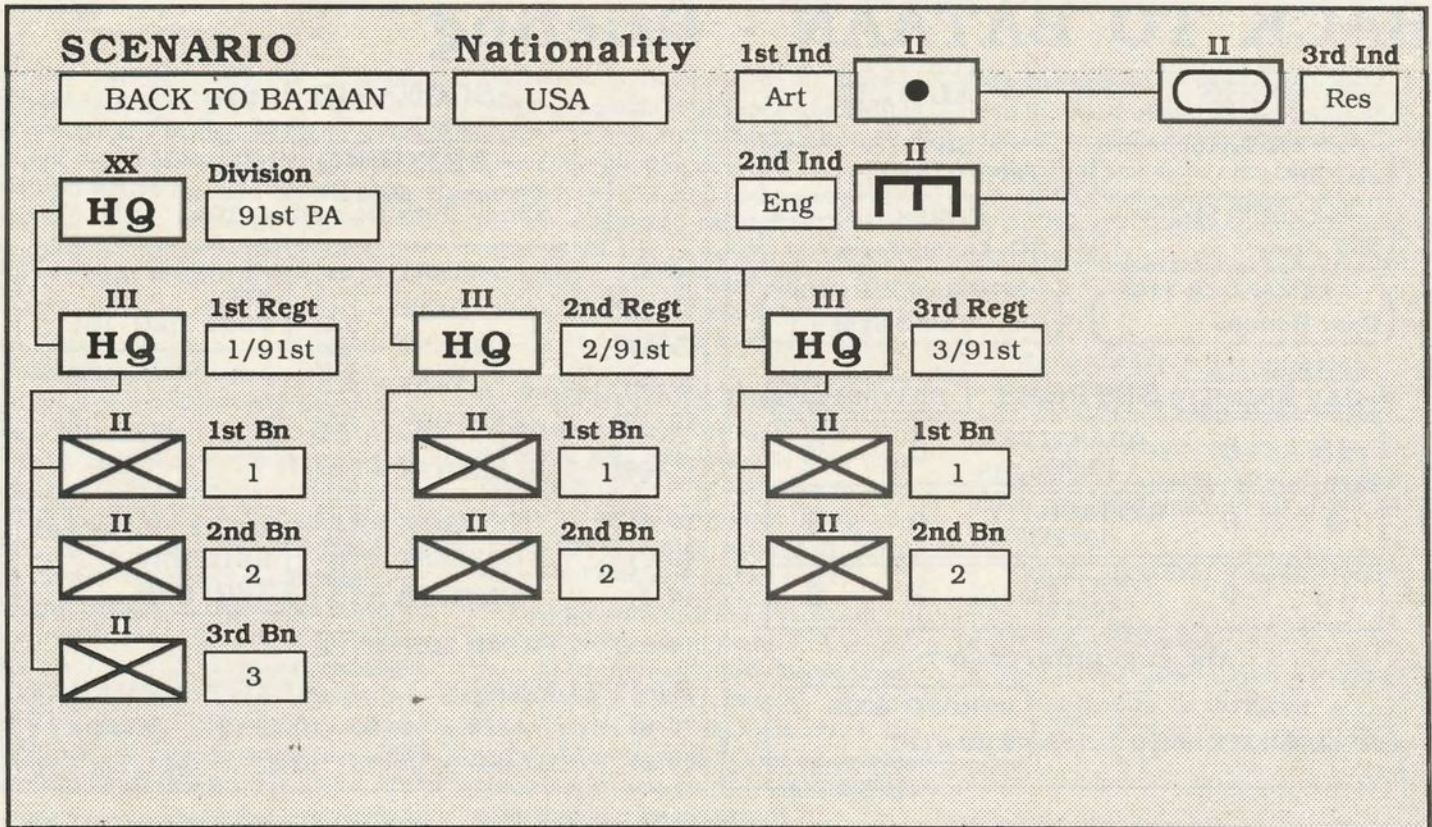 SCENARIO
Nationality
BACK TO BATAAN
USA
1st Ind
II
Art
II
3rd Ind
Res
2nd Ind
II
Eng
XX
Division
HQ
91st PA
III
1st Regt
HQ
1/91st
III
2nd Regt
HQ
2/91st
III
3rd Regt
HQ
3/91st
II
1st Bn
1
II
1st Bn
1
II
1st Bn
1
II
2nd Bn
2
II
2nd Bn
2
II
2nd Bn
2
II
3rd Bn
3